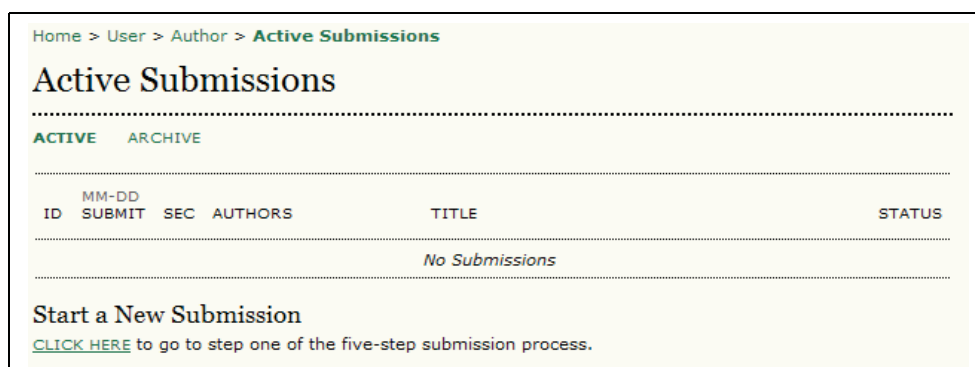 Home > User > Author > Active Submissions
Active Submissions
ACTIVE ARCHIVE
MM-DD
ID SUBMIT SEC AUTHORS TITLE STATUS
No Submissions
Start a New Submission
CLICK HERE to go to step one of the five-step submission process.